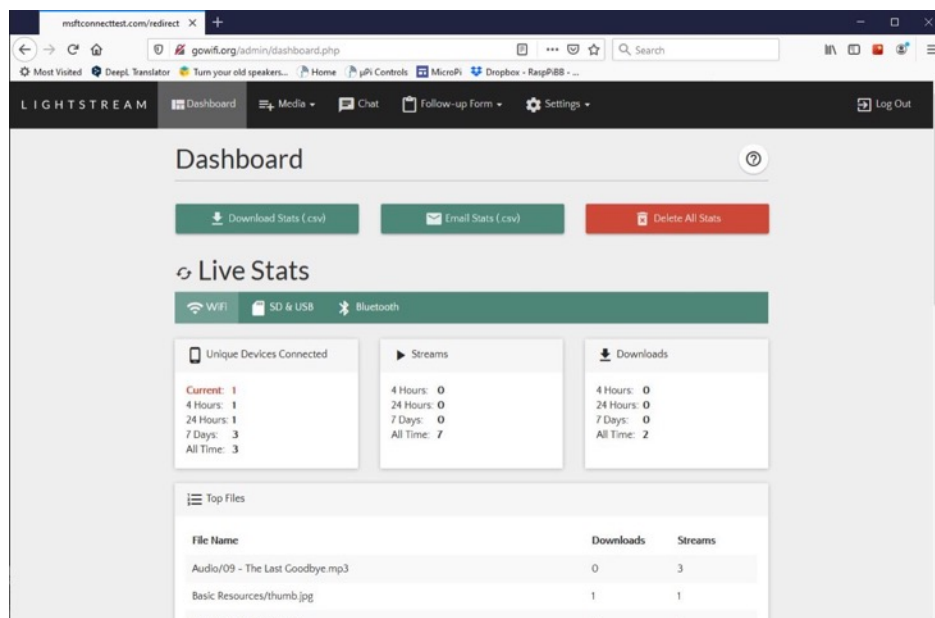 msftconnecttest.com/redirect
gowifi.org/admin/dashboard.php
Search
Most Visited DeepL Translator Turn your old speakers... Home µPi Controls MicroPi Dropbox - RaspPiBB - ...
LIGHTSTREAM Dashboard Media Chat Follow-up Form Settings Log Out
Dashboard
Download Stats (.csv) Email Stats (.csv) Delete All Stats
Live Stats
WiFi SD & USB Bluetooth
Unique Devices Connected
Current: 1
4 Hours: 1
24 Hours: 1
7 Days: 3
All Time: 3
Streams
4 Hours: 0
24 Hours: 0
7 Days: 0
All Time: 7
Downloads
4 Hours: 0
24 Hours: 0
7 Days: 0
All Time: 2
Top Files
File Name Downloads Streams
Audio/09 - The Last Goodbye.mp3 0 3
Basic Resources/thumb.jpg 1 1